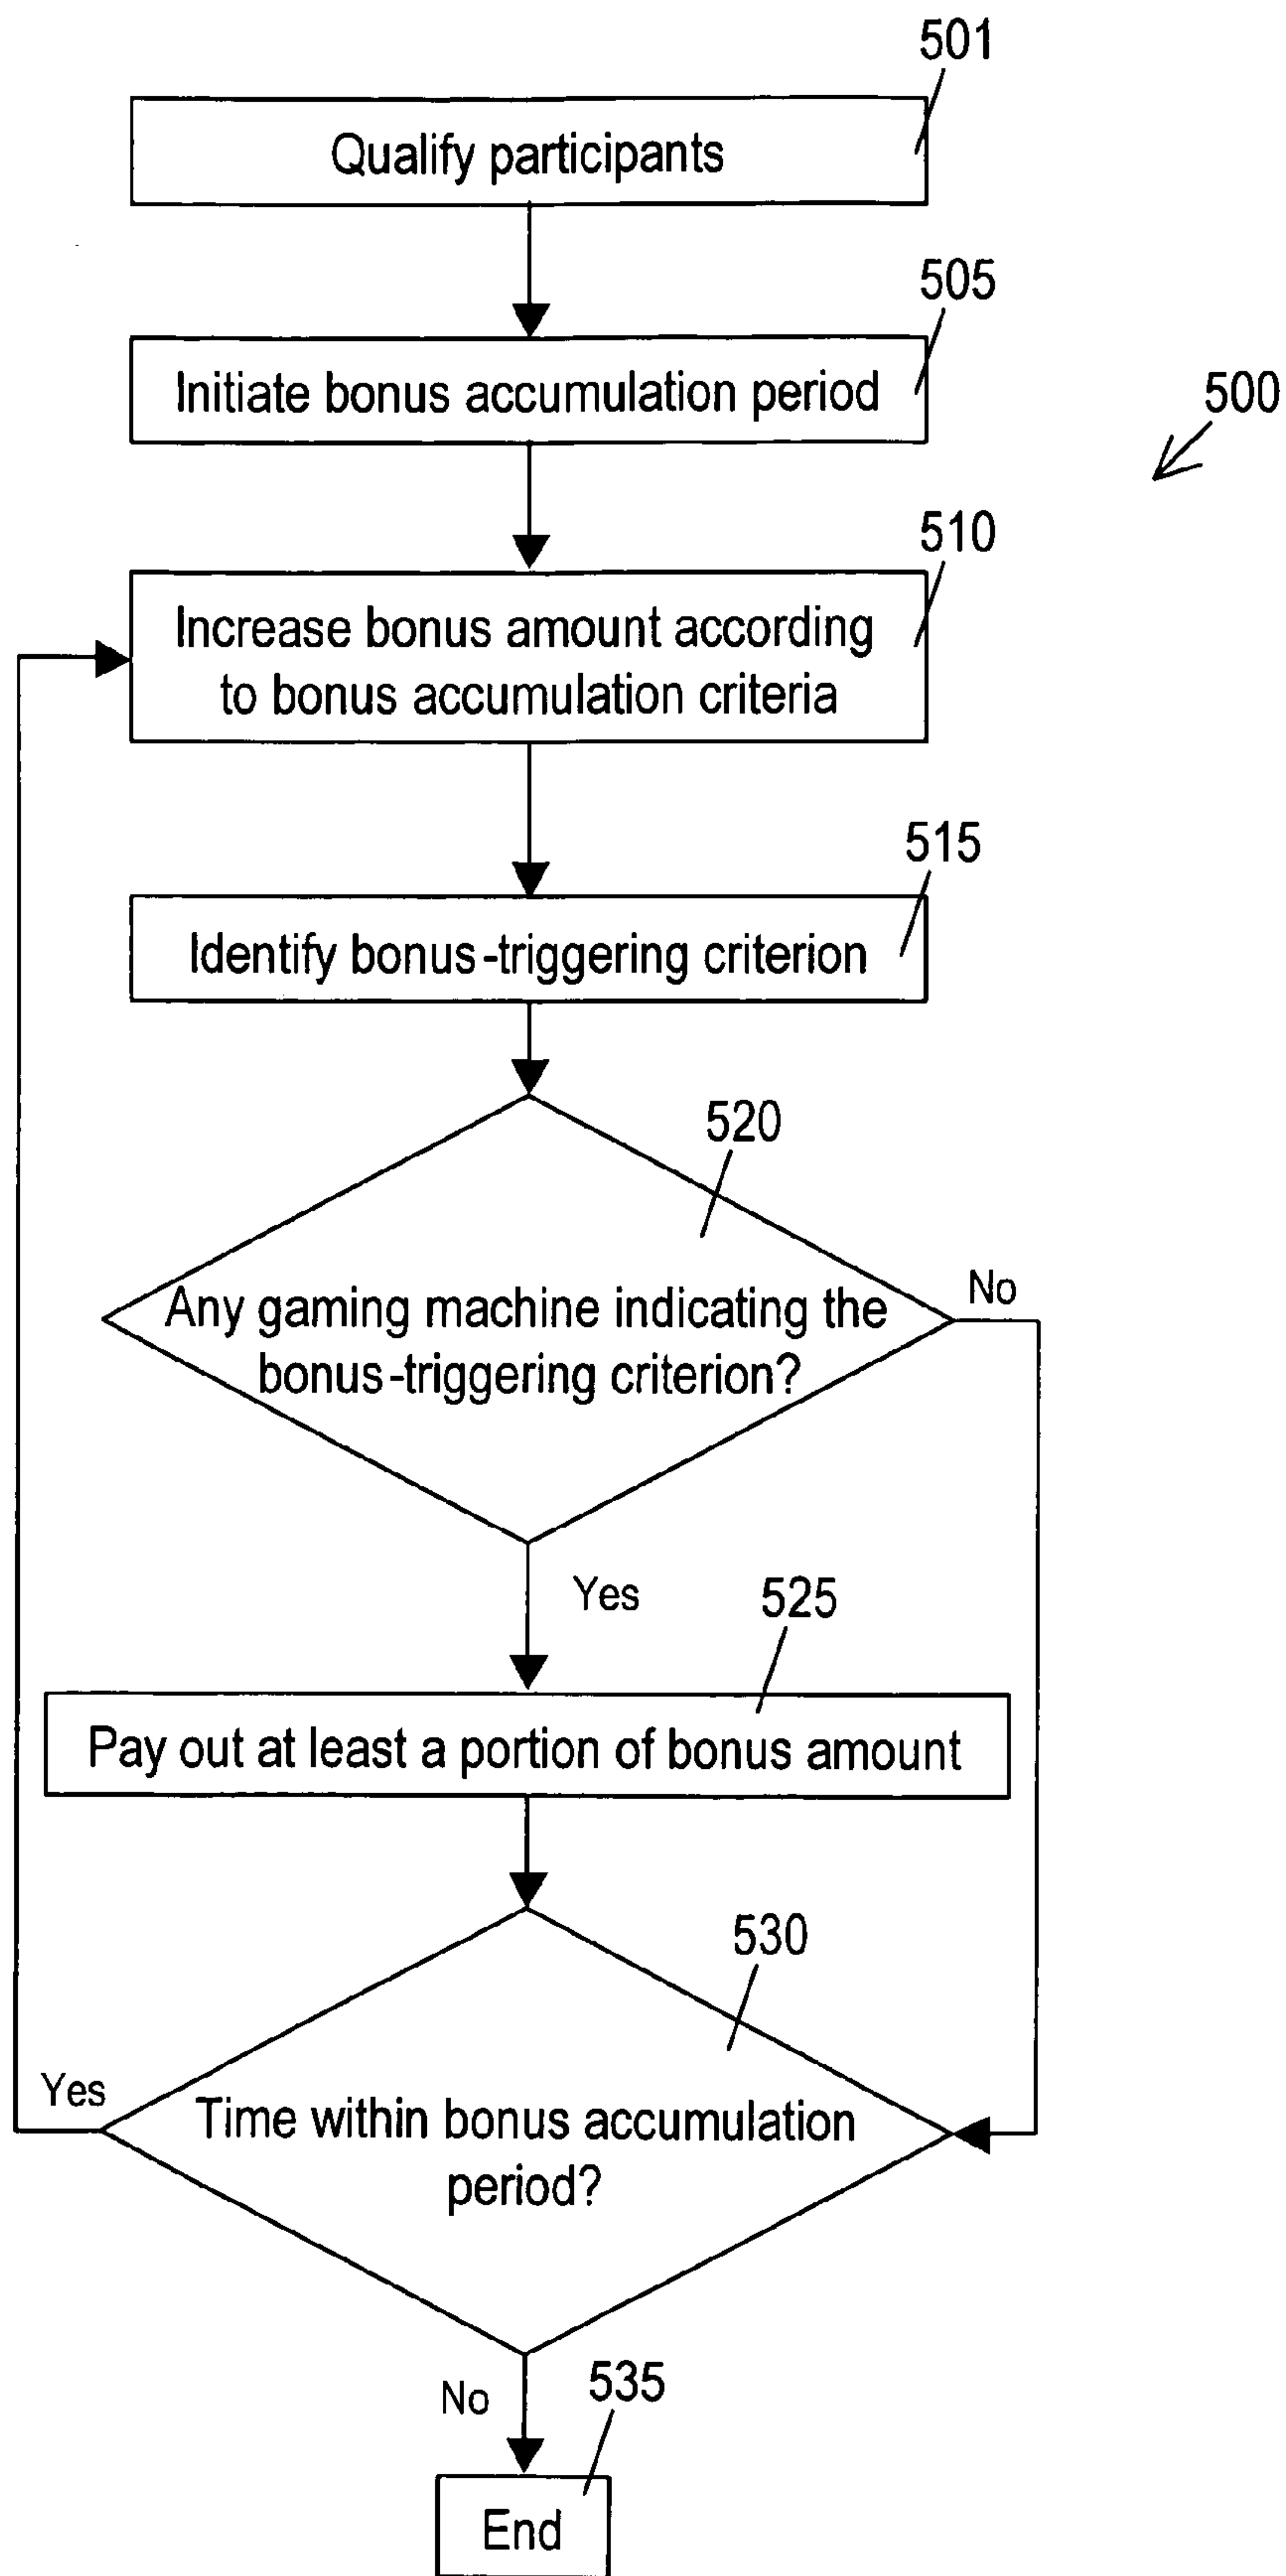 501
Qualify participants
505
Initiate bonus accumulation period
500
510
Increase bonus amount according
to bonus accumulation criteria
515
Identify bonus-triggering criterion
520
Any gaming machine indicating the
bonus-triggering criterion?
No
Yes
525
Pay out at least a portion of bonus amount
530
Yes
Time within bonus accumulation
period?
No
535
End